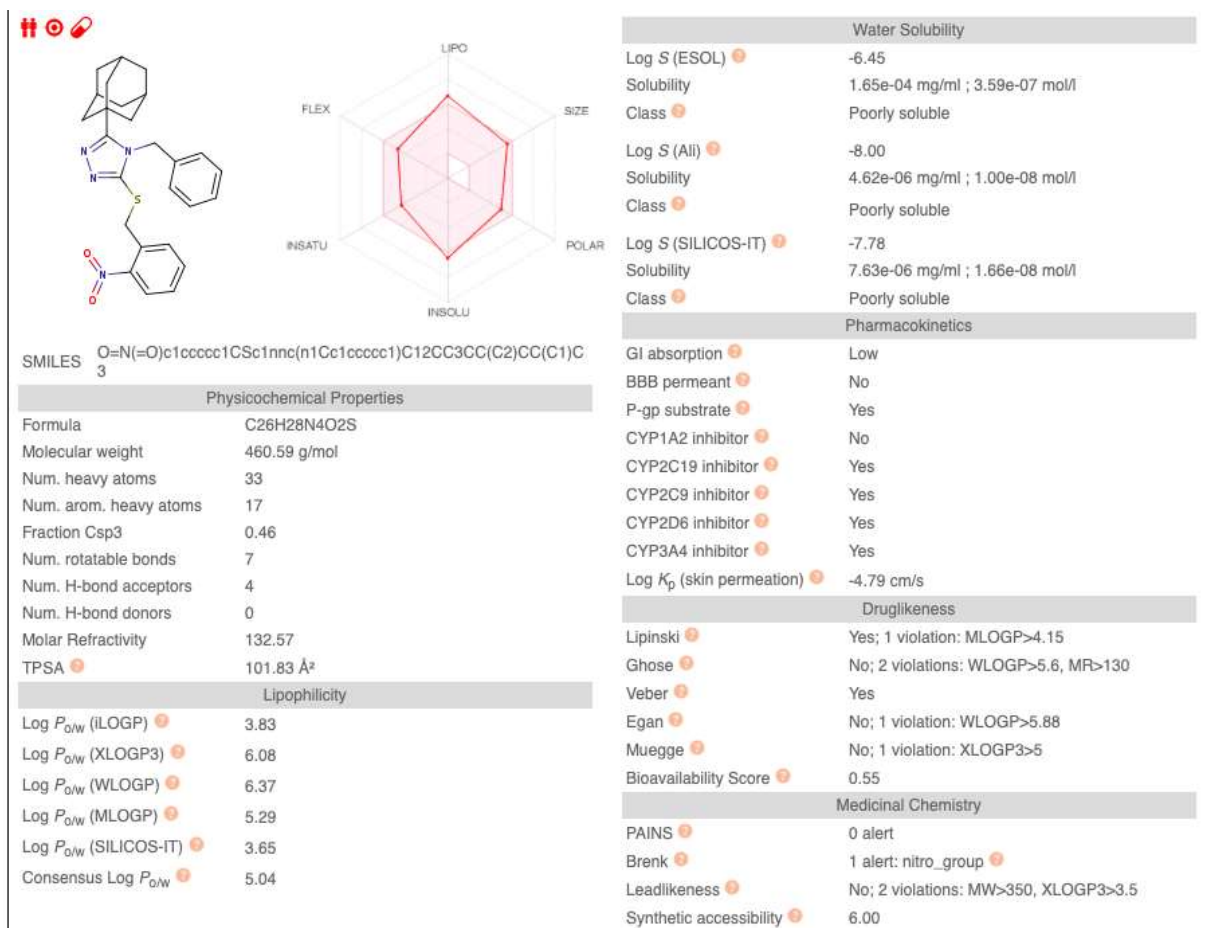 LIPO
FLEX
SIZE
INSATU
POLAR
INSOLU
N
N
N
S
O
N
O
SMILES O=N(=O)c1ccccc1CSc1nnc(n1Cc1ccccc1)C12CC3CC(C2)CC(C1)C
3
Physicochemical Properties
Formula C26H28N4O2S
Molecular weight 460.59 g/mol
Num. heavy atoms 33
Num. arom. heavy atoms 17
Fraction Csp3 0.46
Num. rotatable bonds 7
Num. H-bond acceptors 4
Num. H-bond donors 0
Molar Refractivity 132.57
TPSA ? 101.83 Å²
Lipophilicity
Log Po/w (iLOGP) ? 3.83
Log Po/w (XLOGP3) ? 6.08
Log Po/w (WLOGP) ? 6.37
Log Po/w (MLOGP) ? 5.29
Log Po/w (SILICOS-IT) ? 3.65
Consensus Log Po/w ? 5.04
Water Solubility
Log S (ESOL) ? -6.45
Solubility 1.65e-04 mg/ml ; 3.59e-07 mol/l
Class ? Poorly soluble
Log S (Ali) ? -8.00
Solubility 4.62e-06 mg/ml ; 1.00e-08 mol/l
Class ? Poorly soluble
Log S (SILICOS-IT) ? -7.78
Solubility 7.63e-06 mg/ml ; 1.66e-08 mol/l
Class ? Poorly soluble
Pharmacokinetics
GI absorption ? Low
BBB permeant ? No
P-gp substrate ? Yes
CYP1A2 inhibitor ? No
CYP2C19 inhibitor ? Yes
CYP2C9 inhibitor ? Yes
CYP2D6 inhibitor ? Yes
CYP3A4 inhibitor ? Yes
Log Kp (skin permeation) ? -4.79 cm/s
Druglikeness
Lipinski ? Yes; 1 violation: MLOGP>4.15
Ghose ? No; 2 violations: WLOGP>5.6, MR>130
Veber ? Yes
Egan ? No; 1 violation: WLOGP>5.88
Muegge ? No; 1 violation: XLOGP3>5
Bioavailability Score ? 0.55
Medicinal Chemistry
PAINS ? 0 alert
Brenk ? 1 alert: nitro_group ?
Leadlikeness ? No; 2 violations: MW>350, XLOGP3>3.5
Synthetic accessibility ? 6.00